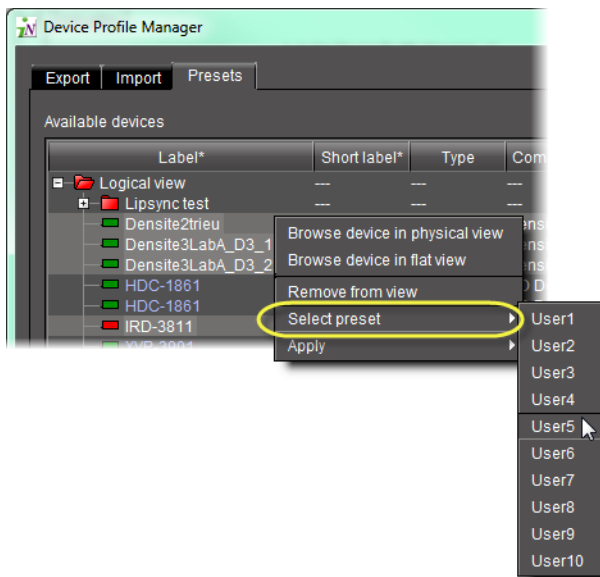 iN Device Profile Manager
Export Import Presets
Available devices
Label* Short label* Type Com
Logical view --- --- ---
Lipsync test --- --- ---
Densite2trieu
Densite3LabA_D3_1
Densite3LabA_D3_2
HDC-1861
HDC-1861
IRD-3811
Browse device in physical view
Browse device in flat view
Remove from view
Select preset
Apply
User1
User2
User3
User4
User5
User6
User7
User8
User9
User10